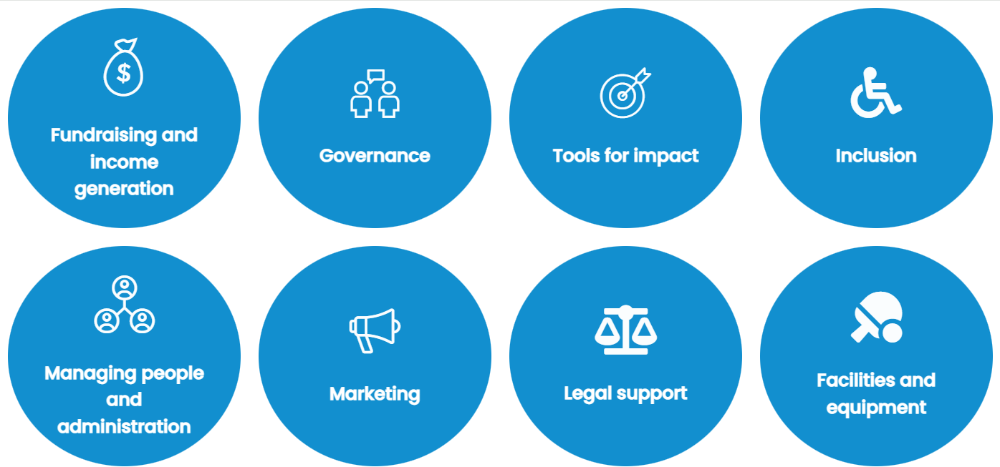 $
Fundraising and
income
generation
Governance
Tools for impact
Inclusion
Managing people
and
administration
Marketing
Legal support
Facilities and
equipment